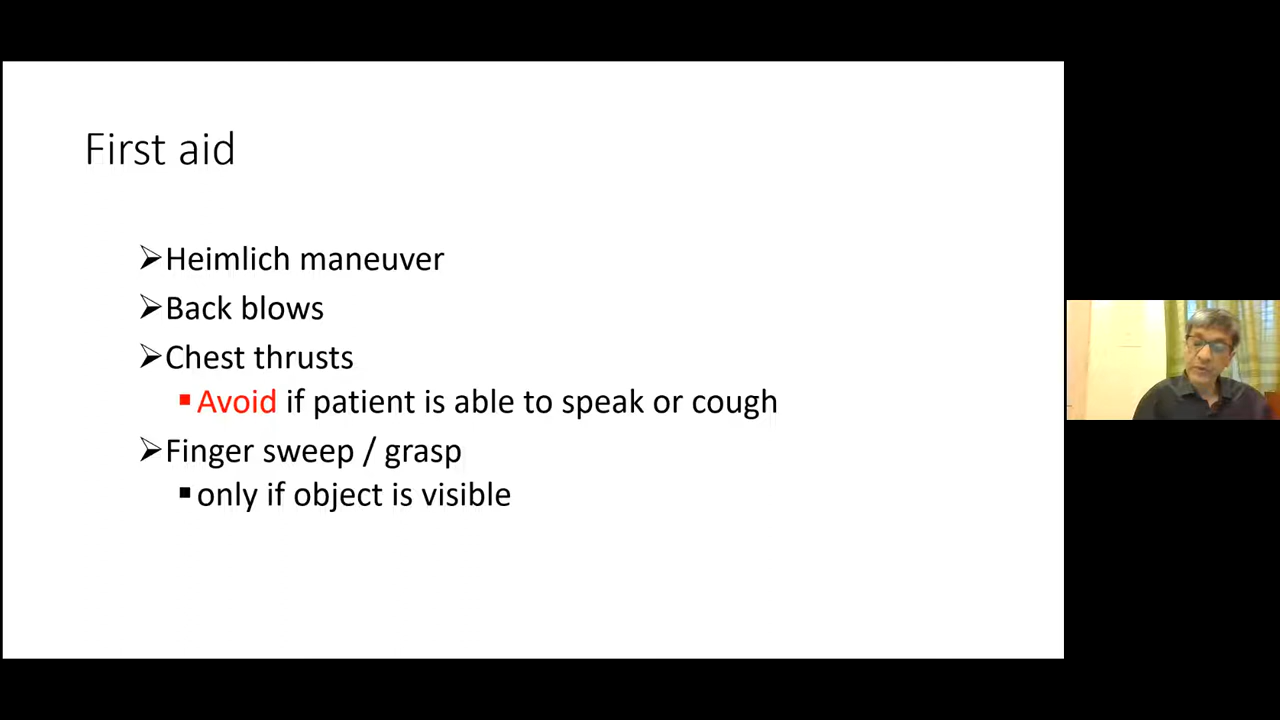 First aid
➢Heimlich maneuver
➢Back blows
➢Chest thrusts
▪Avoid if patient is able to speak or cough
➢Finger sweep / grasp
▪only if object is visible